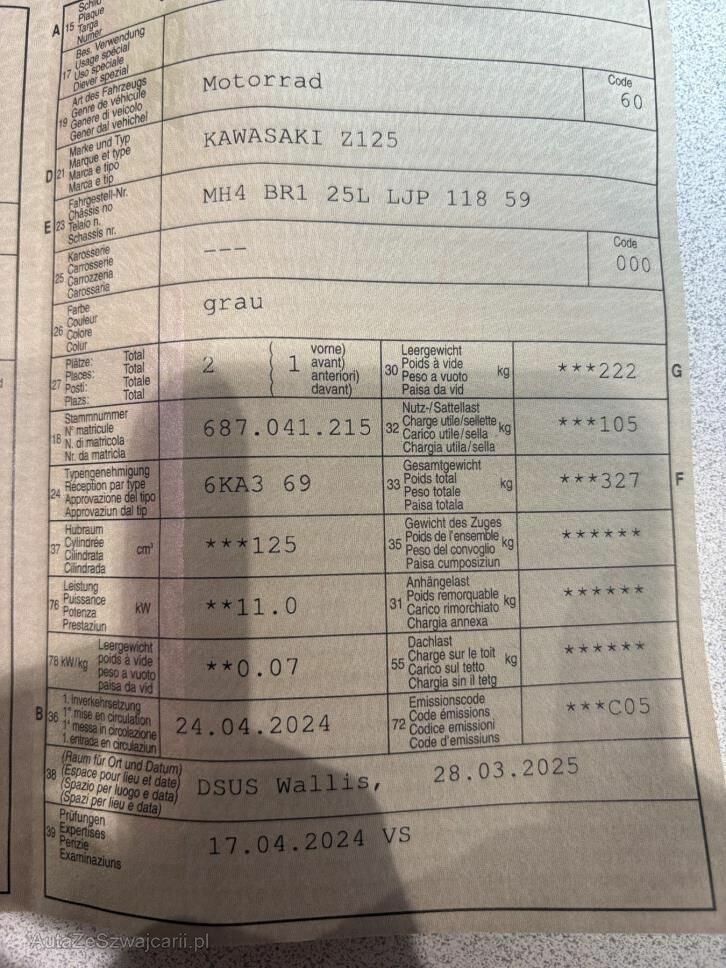 A 15 Schild
Plaque
Targa
Numer
17 Bes. Verwendung
Usage spécial
Uso speciale
Diever spezial
19 Art des Fahrzeugs
Genre de véhicule
Genere di veicolo
Gener dal vehichel
Motorrad
Code
60
D 21 Marke und Typ
Marque et type
Marca e tipo
Marca e tip
KAWASAKI Z125
E 23 Fahrgestell-Nr.
Châssis no
Telaio n.
Schassis nr.
MH4 BR1 25L LJP 118 59
25 Karosserie
Carrosserie
Carrozzeria
Carossaria
---
Code
000
26 Farbe
Couleur
Colore
Colur
grau
27 Plätze: Total
Places: Total
Posti: Totale
Plazs: Total
2 ( 1 vorne)
avant)
anteriori)
davant)
30 Leergewicht
Poids à vide kg
Peso a vuoto
Paisa da vid
***222 G
18 Stammnummer
N° matricule
N. di matricola
Nr. da matricla
687.041.215
32 Nutz-/Sattellast
Charge utile/sellette kg
Carico utile/sella
Chargia utila/sella
***105
24 Typengenehmigung
Réception par type
Approvazione del tipo
Approvaziun dal tip
6KA3 69
33 Gesamtgewicht
Poids total kg
Peso totale
Paisa totala
***327 F
37 Hubraum
Cylindrée cm³
Cilindrata
Cilindrada
***125
35 Gewicht des Zuges
Poids de l'ensemble kg
Peso del convoglio
Paisa cumposiziun
******
76 Leistung
Puissance kW
Potenza
Prestaziun
**11.0
31 Anhängelast
Poids remorquable kg
Carico rimorchiato
Chargia annexa
******
78 kW/kg Leergewicht
poids à vide
peso a vuoto
paisa da vid
**0.07
55 Dachlast
Charge sur le toit kg
Carico sul tetto
Chargia sin il tetg
******
B 36 1. Inverkehrsetzung
1re mise en circulation
1a messa in circolazione
1. entrada en circulaziun
24.04.2024
72 Emissionscode
Code émissions
Codice emissioni
Code d'emissiuns
***C05
38 (Raum für Ort und Datum)
(Espace pour lieu et date)
(Spazio per luogo e data)
(Spazi per lieu e data)
DSUS Wallis, 28.03.2025
39 Prüfungen
Expertises
Perizie
Examinaziuns
17.04.2024 VS
AutaZeSzwajcarii.pl